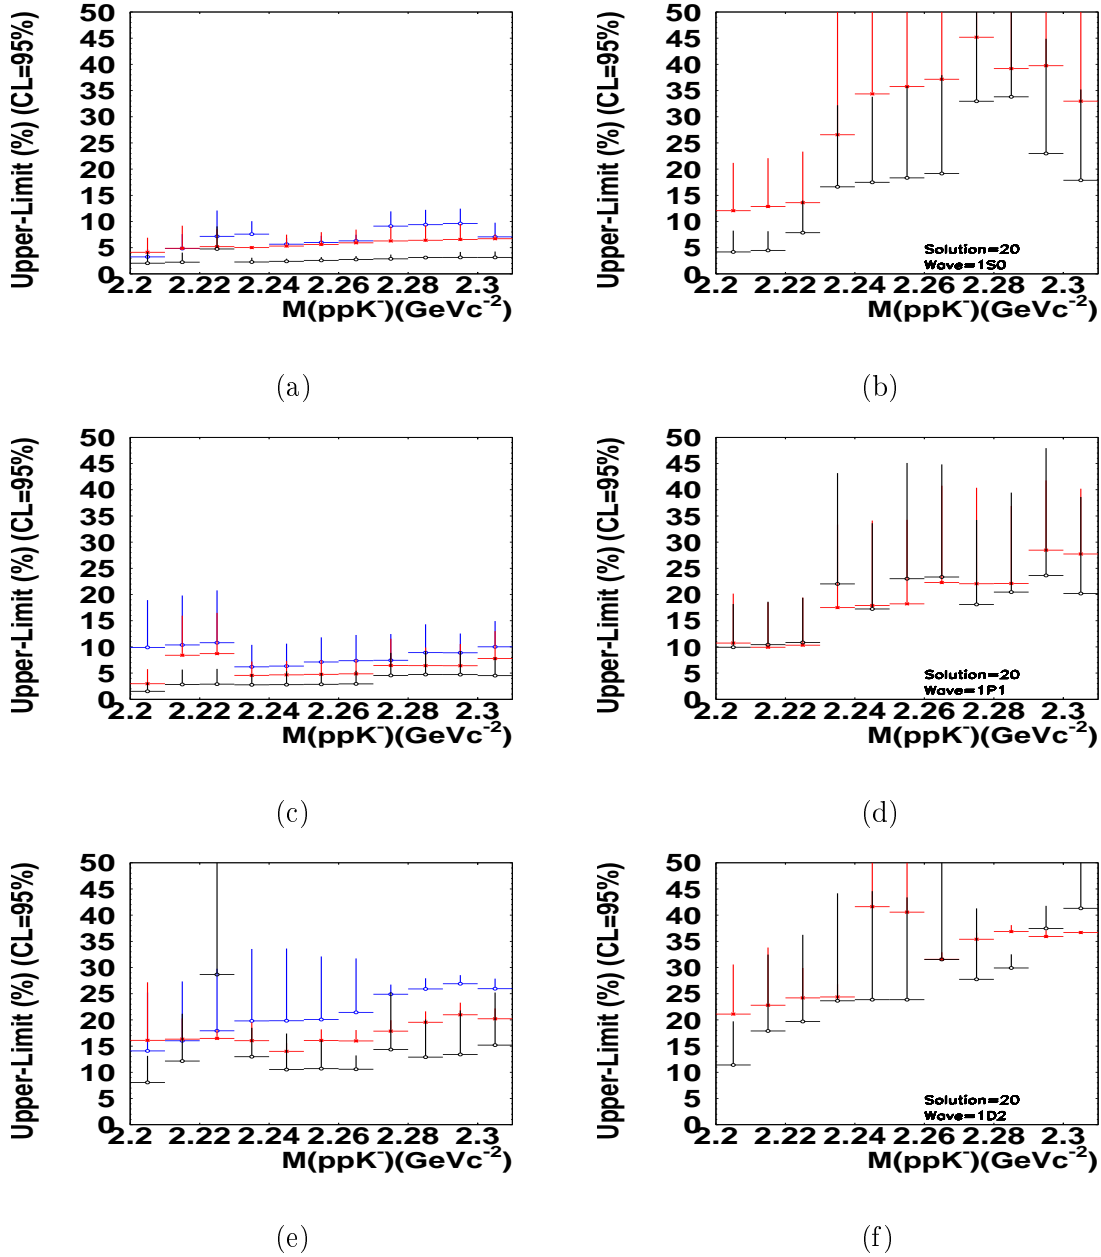 50
45
40
35
30
25
20
15
10
5
0
Upper-Limit (%) (CL=95%)
2.2 2.22 2.24 2.26 2.28 2.3
M(ppK-)(GeVc-2)
(a)
50
45
40
35
30
25
20
15
10
5
0
Upper-Limit (%) (CL=95%)
Solution=20
Wave=1S0
2.2 2.22 2.24 2.26 2.28 2.3
M(ppK-)(GeVc-2)
(b)
50
45
40
35
30
25
20
15
10
5
0
Upper-Limit (%) (CL=95%)
2.2 2.22 2.24 2.26 2.28 2.3
M(ppK-)(GeVc-2)
(c)
50
45
40
35
30
25
20
15
10
5
0
Upper-Limit (%) (CL=95%)
Solution=20
Wave=1P1
2.2 2.22 2.24 2.26 2.28 2.3
M(ppK-)(GeVc-2)
(d)
50
45
40
35
30
25
20
15
10
5
0
Upper-Limit (%) (CL=95%)
2.2 2.22 2.24 2.26 2.28 2.3
M(ppK-)(GeVc-2)
(e)
50
45
40
35
30
25
20
15
10
5
0
Upper-Limit (%) (CL=95%)
Solution=20
Wave=1D2
2.2 2.22 2.24 2.26 2.28 2.3
M(ppK-)(GeVc-2)
(f)